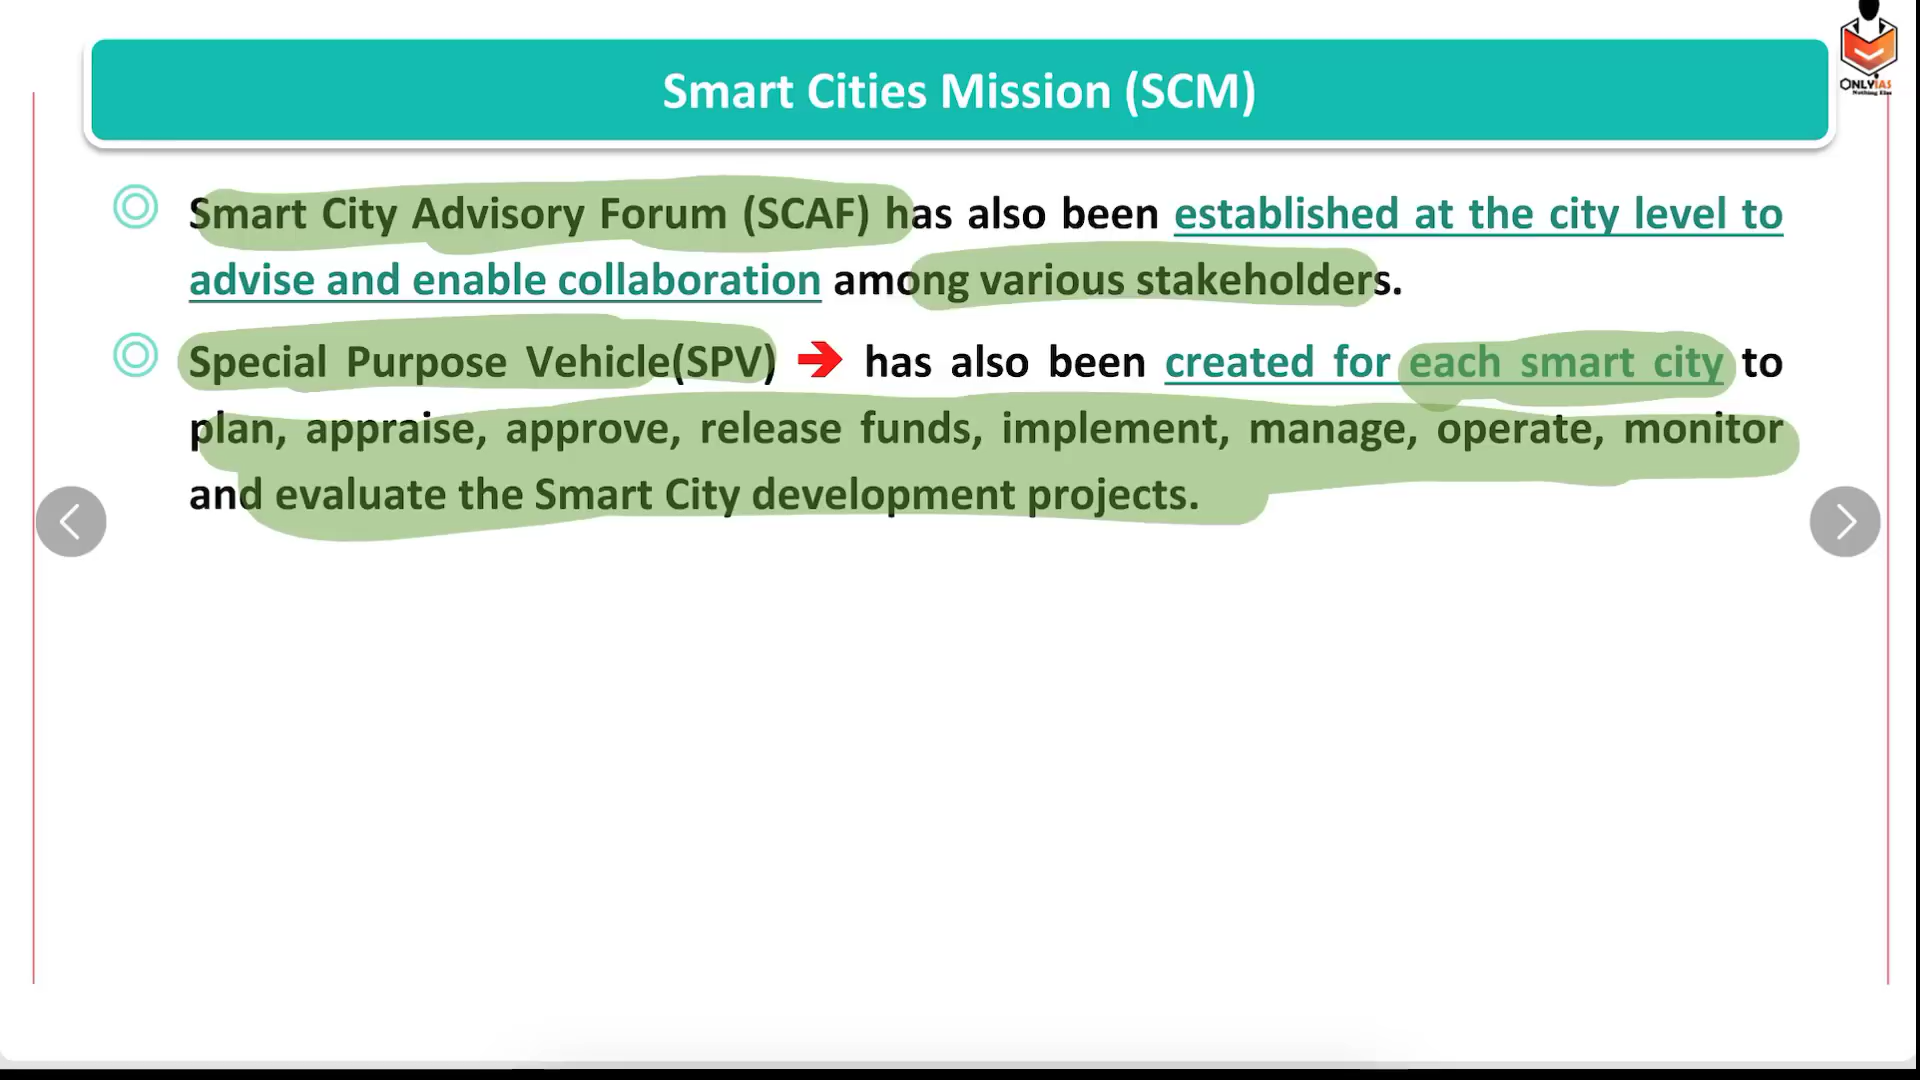 Smart Cities Mission (SCM)
ONLYIAS
Nothing Else
Smart City Advisory Forum (SCAF) has also been established at the city level to
advise and enable collaboration among various stakeholders.
Special Purpose Vehicle(SPV) ➔ has also been created for each smart city to
plan, appraise, approve, release funds, implement, manage, operate, monitor
and evaluate the Smart City development projects.